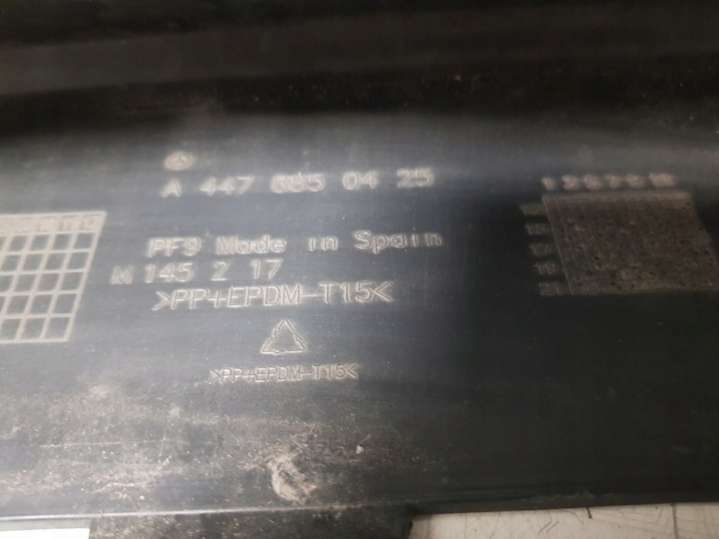 A 447 885 04 25
PF9 Made in Spain
M 145 Z 17
>PP+EPDM-T15<
>PP+EPDM-T15<